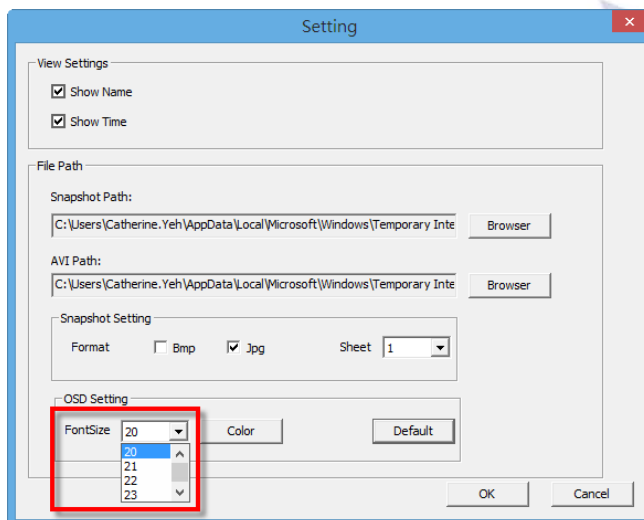 Setting
View Settings
Show Name
Show Time
File Path
Snapshot Path:
C:\Users\Catherine.Yeh\AppData\Local\Microsoft\Windows\Temporary Inte
Browser
AVI Path:
C:\Users\Catherine.Yeh\AppData\Local\Microsoft\Windows\Temporary Inte
Browser
Snapshot Setting
Format Bmp Jpg Sheet 1
OSD Setting
FontSize 20 Color Default
20
21
22
23
OK Cancel